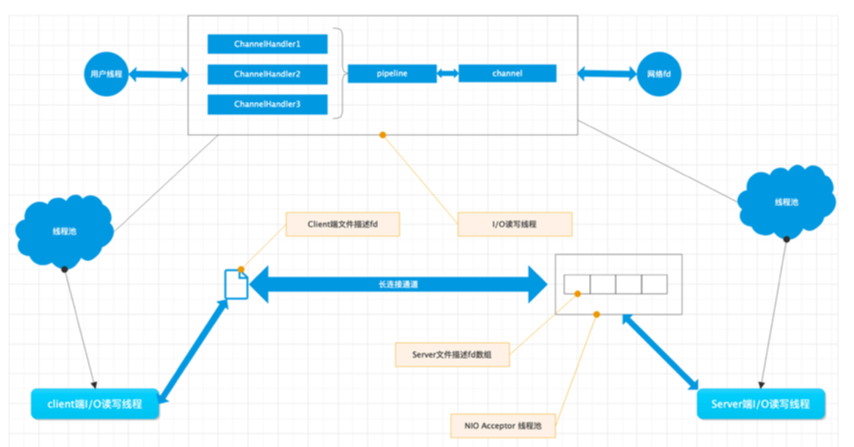 ChannelHandler1
用户线程
ChannelHandler2
pipeline
channel
网络fd
ChannelHandler3
线程池
线程池
Client端文件描述fd
I/O读写线程
长连接通道
Server文件描述fd数组
client端I/O读写线程
Server端I/O读写线程
NIO Acceptor 线程池